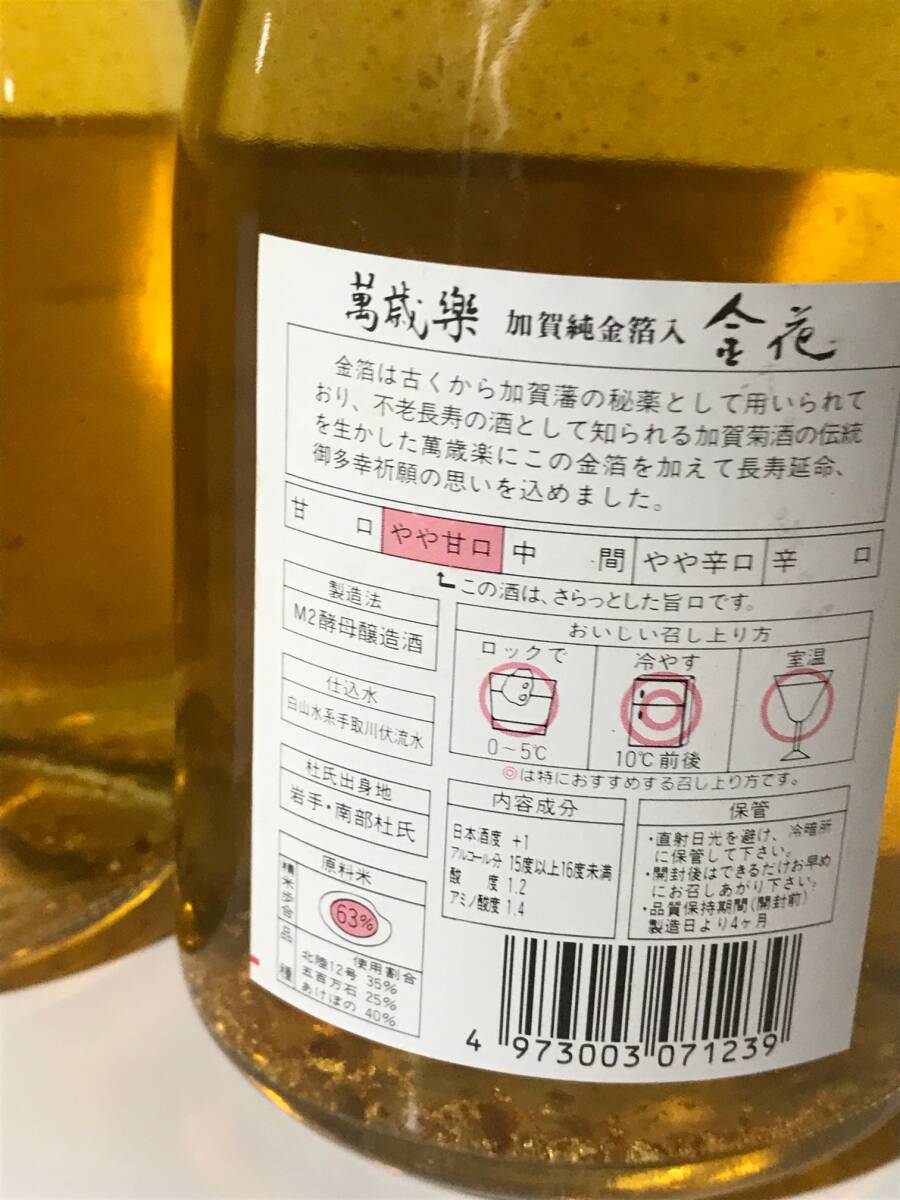 萬歳樂 加賀純金箔入 金花
金箔は古くから加賀藩の秘薬として用いられて
おり、不老長寿の酒として知られる加賀菊酒の伝統
を生かした萬歳楽にこの金箔を加えて長寿延命、
御多幸祈願の思いを込めました。
甘口 やや甘口 中間 やや辛口 辛口
この酒は、さらっとした旨口です。
製造法
M2酵母醸造酒
仕込水
白山水系手取川伏流水
杜氏出身地
岩手・南部杜氏
原料米
精米歩合
63%
品種
使用割合
北陸12号 35%
五百万石 25%
あけぼの 40%
おいしい召し上り方
ロックで
0～5℃
冷やす
10℃前後
室温
◎は特におすすめする召し上り方です。
内容成分
日本酒度 +1
アルコール分 15度以上16度未満
酸度 1.2
アミノ酸度 1.4
保管
・直射日光を避け、冷暗所
に保管して下さい。
・開封後はできるだけお早め
にお召しあがり下さい。
・品質保持期間(開封前)
製造日より4ヶ月
4 973003 071239